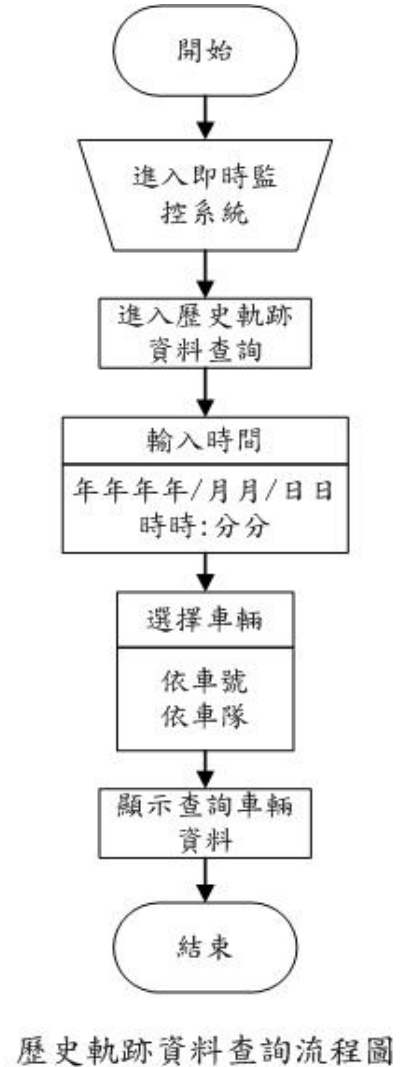 開始
進入即時監
控系統
進入歷史軌跡
資料查詢
輸入時間
年年年年/月月/日日
時時:分分
選擇車輛
依車號
依車隊
顯示查詢車輛
資料
結束
歷史軌跡資料查詢流程圖